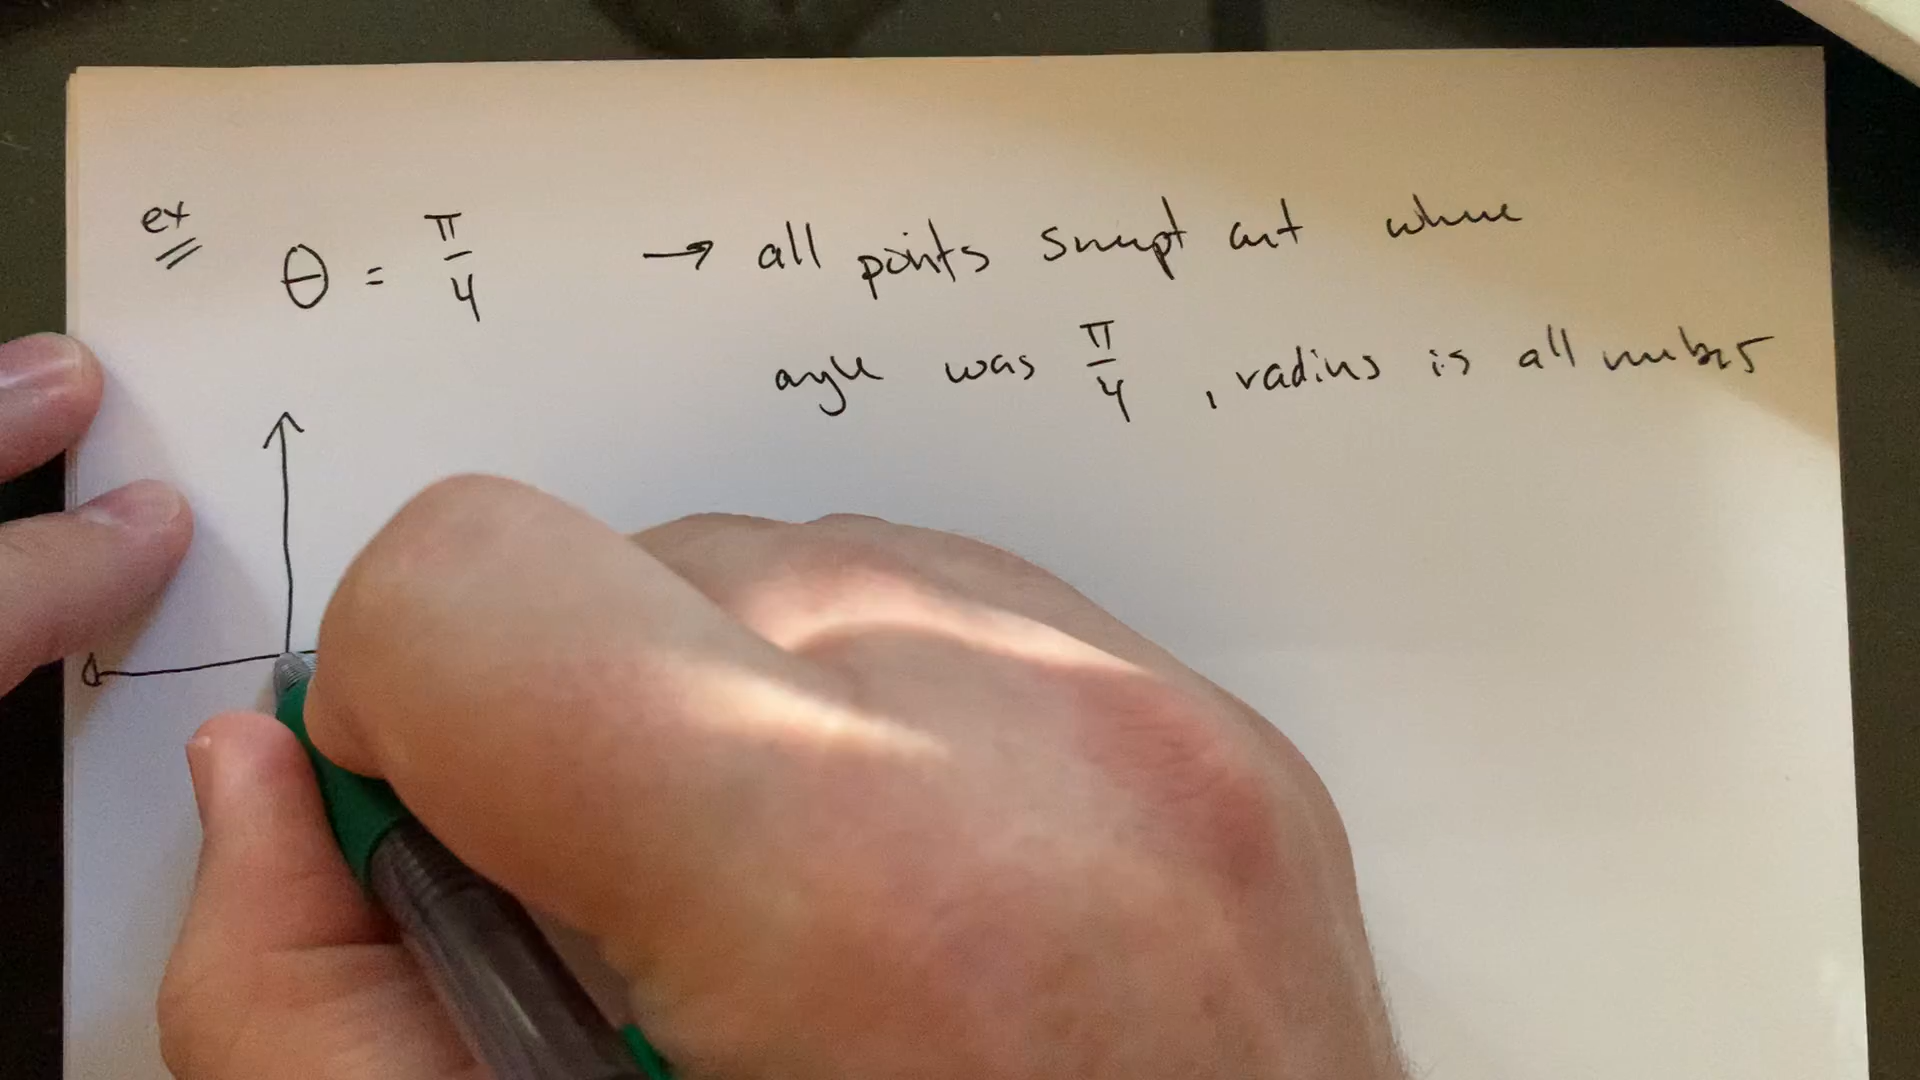 ex θ = π/4 → all points swept out where
angle was π/4, radius is all numbers